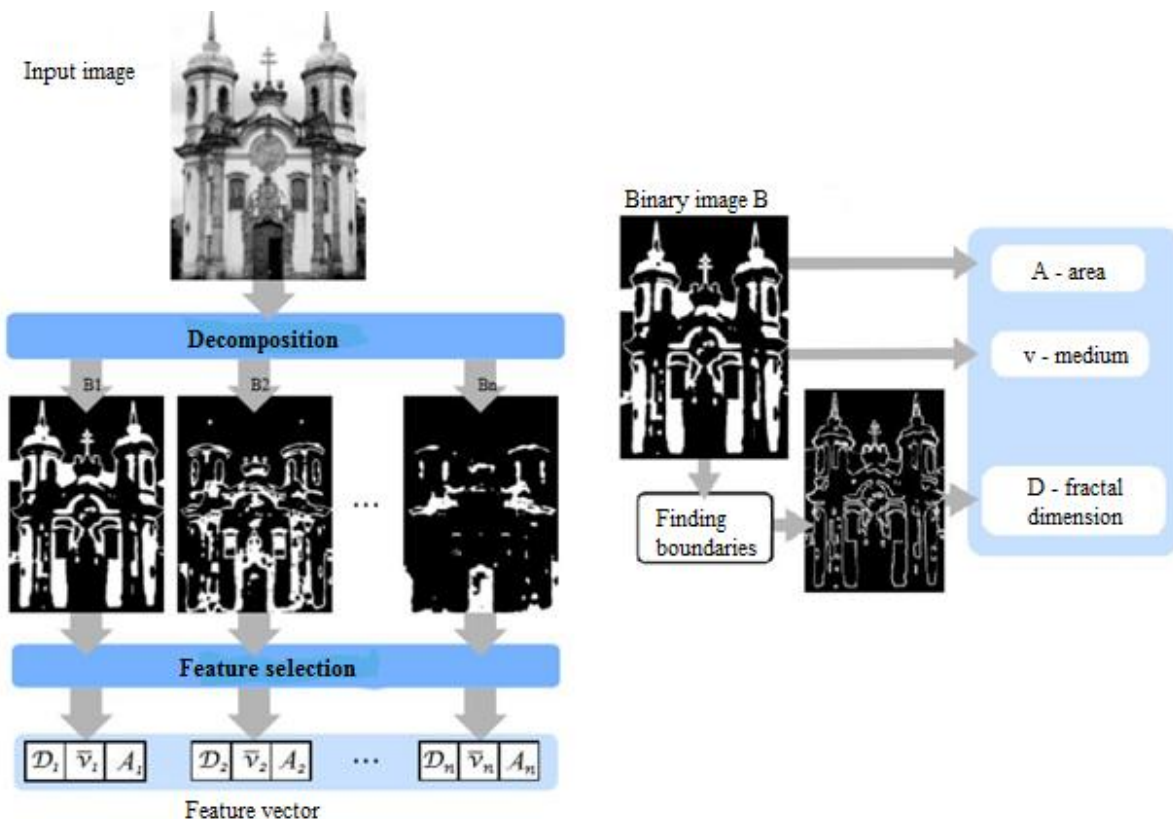 Input image
Decomposition
B1
B2
Bn
...
Feature selection
D₁ v̅₁ A₁
D₂ v̅₂ A₂
...
Dₙ v̅ₙ Aₙ
Feature vector
Binary image B
A - area
v - medium
D - fractal
dimension
Finding
boundaries